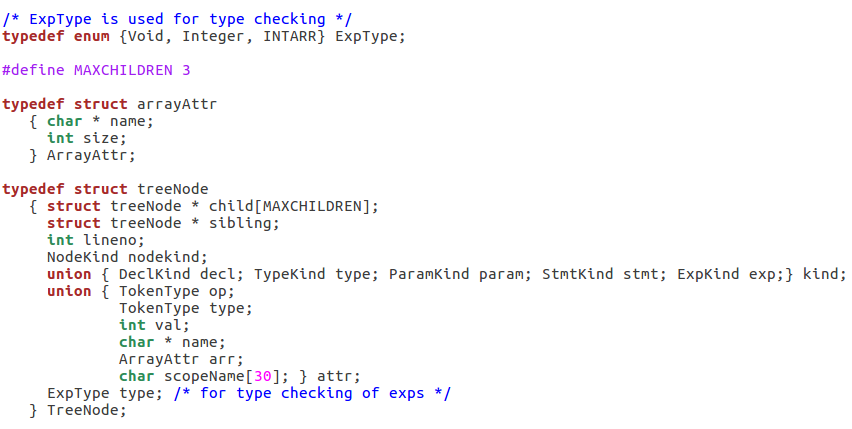 /* ExpType is used for type checking */
typedef enum {Void, Integer, INTARR} ExpType;
#define MAXCHILDREN 3
typedef struct arrayAttr
{ char * name;
int size;
} ArrayAttr;
typedef struct treeNode
{ struct treeNode * child[MAXCHILDREN];
struct treeNode * sibling;
int lineno;
NodeKind nodekind;
union { DeclKind decl; TypeKind type; ParamKind param; StmtKind stmt; ExpKind exp;} kind;
union { TokenType op;
TokenType type;
int val;
char * name;
ArrayAttr arr;
char scopeName[30]; } attr;
ExpType type; /* for type checking of exps */
} TreeNode;